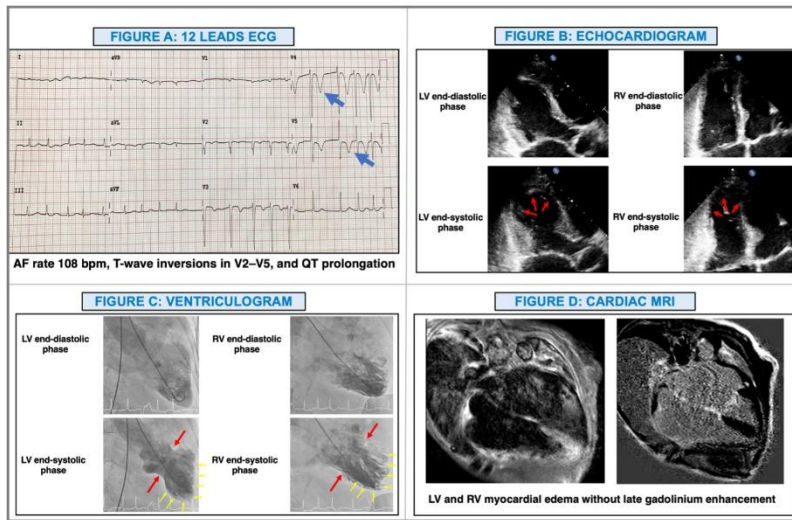 FIGURE A: 12 LEADS ECG
I
aVR
V1
V4
II
aVL
V2
V5
III
aVF
V3
V6
AF rate 108 bpm, T-wave inversions in V2–V5, and QT prolongation
FIGURE B: ECHOCARDIOGRAM
LV end-diastolic
phase
RV end-diastolic
phase
LV end-systolic
phase
RV end-systolic
phase
FIGURE C: VENTRICULOGRAM
LV end-diastolic
phase
RV end-diastolic
phase
LV end-systolic
phase
RV end-systolic
phase
FIGURE D: CARDIAC MRI
LV and RV myocardial edema without late gadolinium enhancement